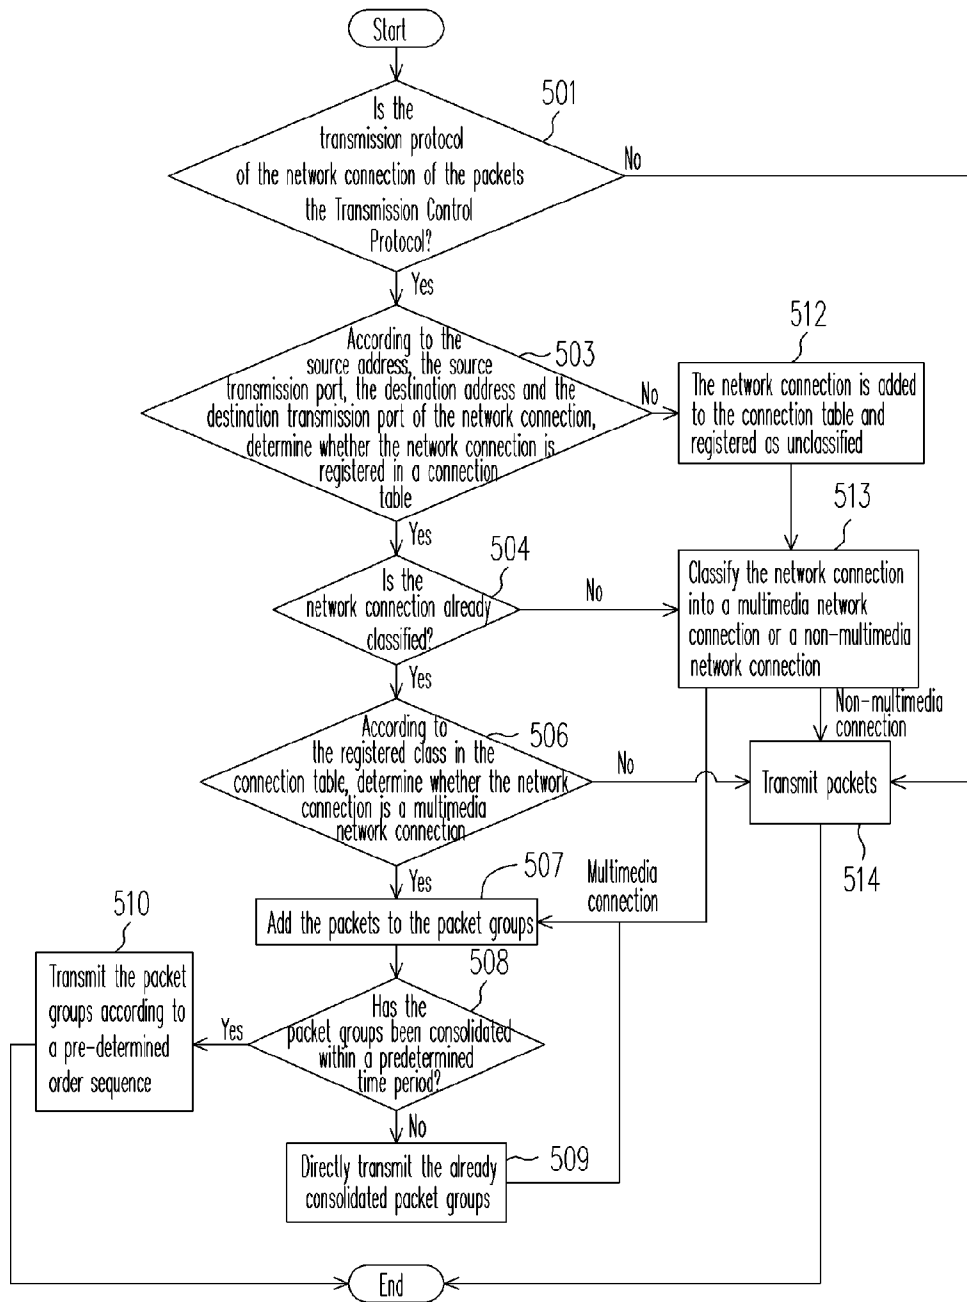 Start
501
Is the
transmission protocol
of the network connection of the packets
the Transmission Control
Protocol?
No
Yes
According to the
source address, the source
transmission port, the destination address and the
destination transmission port of the network connection,
determine whether the network connection is
registered in a connection
table
503
No
512
The network connection is
added to the connection table and
registered as unclassified
Yes
504
Is the
network connection already
classified?
No
513
Classify the network connection
into a multimedia network
connection or a non-multimedia
network connection
Yes
Non-multimedia
connection
According to
the registered class in the
connection table, determine whether the network
connection is a multimedia
network connection
506
No
Transmit packets
514
Yes
507
Multimedia
connection
Add the packets to the packet groups
510
Transmit the packet
groups according to
a pre-determined
order sequence
508
Has the
packet groups been consolidated
within a predetermined
time period?
Yes
No
Directly transmit the already
consolidated packet groups
509
End